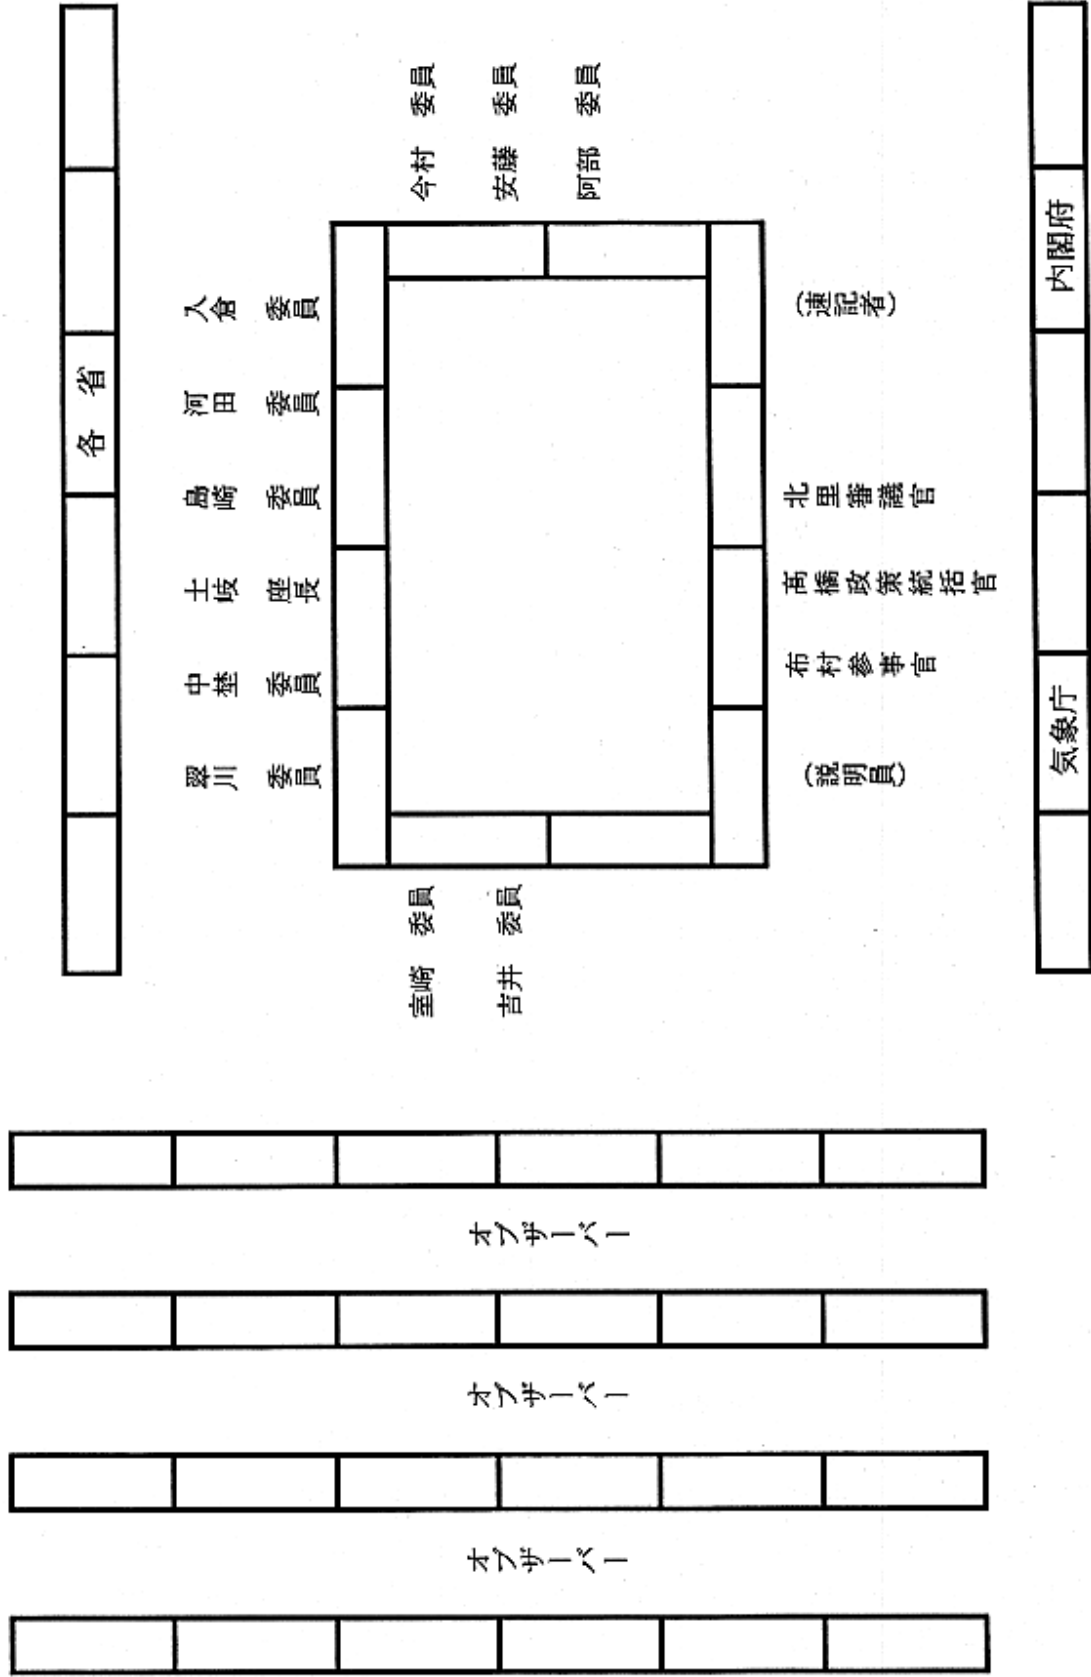 各 省
翠川 委員
中埜 委員
土岐 座長
島崎 委員
河田 委員
入倉 委員
室崎 委員
吉井 委員
今村 委員
安藤 委員
阿部 委員
(説明員)
布村参事官
高橋政策統括官
北里審議官
(速記者)
気象庁
内閣府
オブザーバー
オブザーバー
オブザーバー